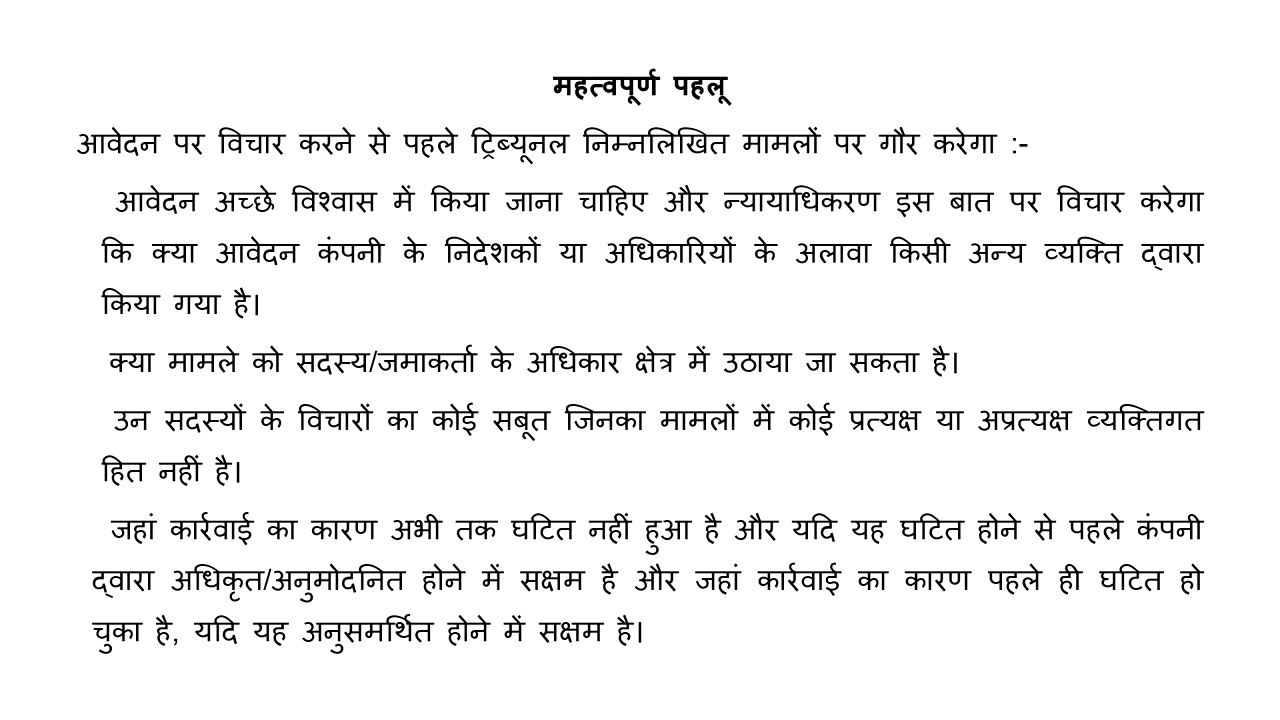 महत्वपूर्ण पहलू
आवेदन पर विचार करने से पहले ट्रिब्यूनल निम्नलिखित मामलों पर गौर करेगा :-
आवेदन अच्छे विश्वास में किया जाना चाहिए और न्यायाधिकरण इस बात पर विचार करेगा
कि क्या आवेदन कंपनी के निदेशकों या अधिकारियों के अलावा किसी अन्य व्यक्ति द्वारा
किया गया है।
क्या मामले को सदस्य/जमाकर्ता के अधिकार क्षेत्र में उठाया जा सकता है।
उन सदस्यों के विचारों का कोई सबूत जिनका मामलों में कोई प्रत्यक्ष या अप्रत्यक्ष व्यक्तिगत
हित नहीं है।
जहां कार्रवाई का कारण अभी तक घटित नहीं हुआ है और यदि यह घटित होने से पहले कंपनी
द्वारा अधिकृत/अनुमोदनित होने में सक्षम है और जहां कार्रवाई का कारण पहले ही घटित हो
चुका है, यदि यह अनुसमर्थित होने में सक्षम है।